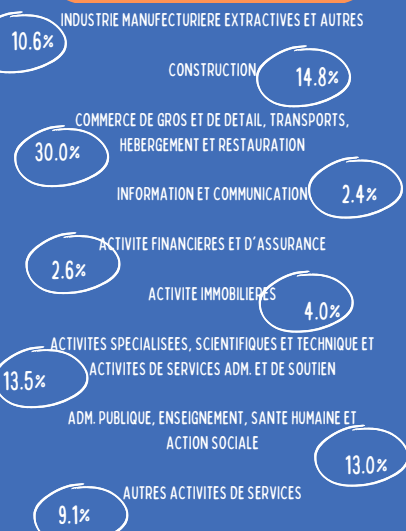 INDUSTRIE MANUFECTURIERE EXTRACTIVES ET AUTRES
10.6%
CONSTRUCTION
14.8%
COMMERCE DE GROS ET DE DETAIL, TRANSPORTS,
HEBERGEMENT ET RESTAURATION
30.0%
INFORMATION ET COMMUNICATION
2.4%
ACTIVITE FINANCIERES ET D'ASSURANCE
2.6%
ACTIVITE IMMOBILIERES
4.0%
ACTIVITES SPECIALISEES, SCIENTIFIQUES ET TECHNIQUE ET
ACTIVITES DE SERVICES ADM. ET DE SOUTIEN
13.5%
ADM. PUBLIQUE, ENSEIGNEMENT, SANTE HUMAINE ET
ACTION SOCIALE
13.0%
AUTRES ACTIVITES DE SERVICES
9.1%